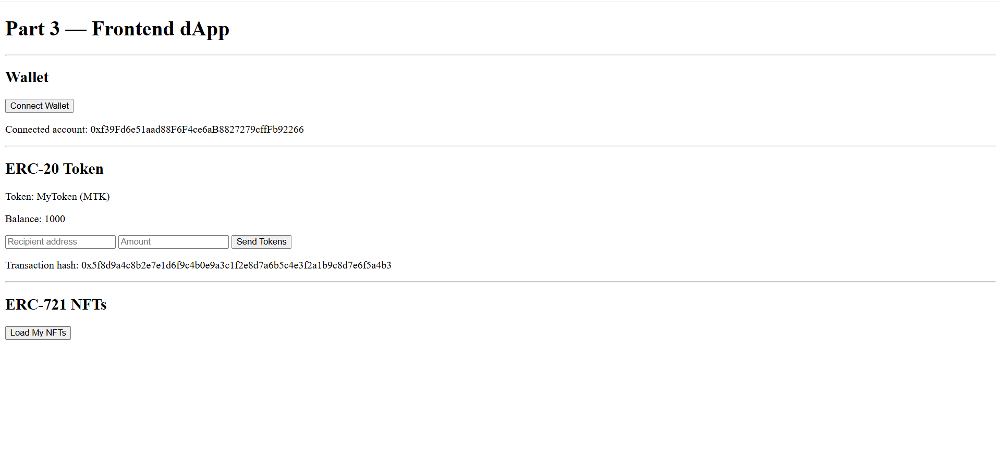 Part 3 — Frontend dApp
Wallet
Connect Wallet
Connected account: 0xf39Fd6e51aad88F6F4ce6aB8827279cffFb92266
ERC-20 Token
Token: MyToken (MTK)
Balance: 1000
Recipient address Amount Send Tokens
Transaction hash: 0x5f8d9a4c8b2e7e1d6f9c4b0e9a3c1f2e8d7a6b5c4e3f2a1b9c8d7e6f5a4b3
ERC-721 NFTs
Load My NFTs